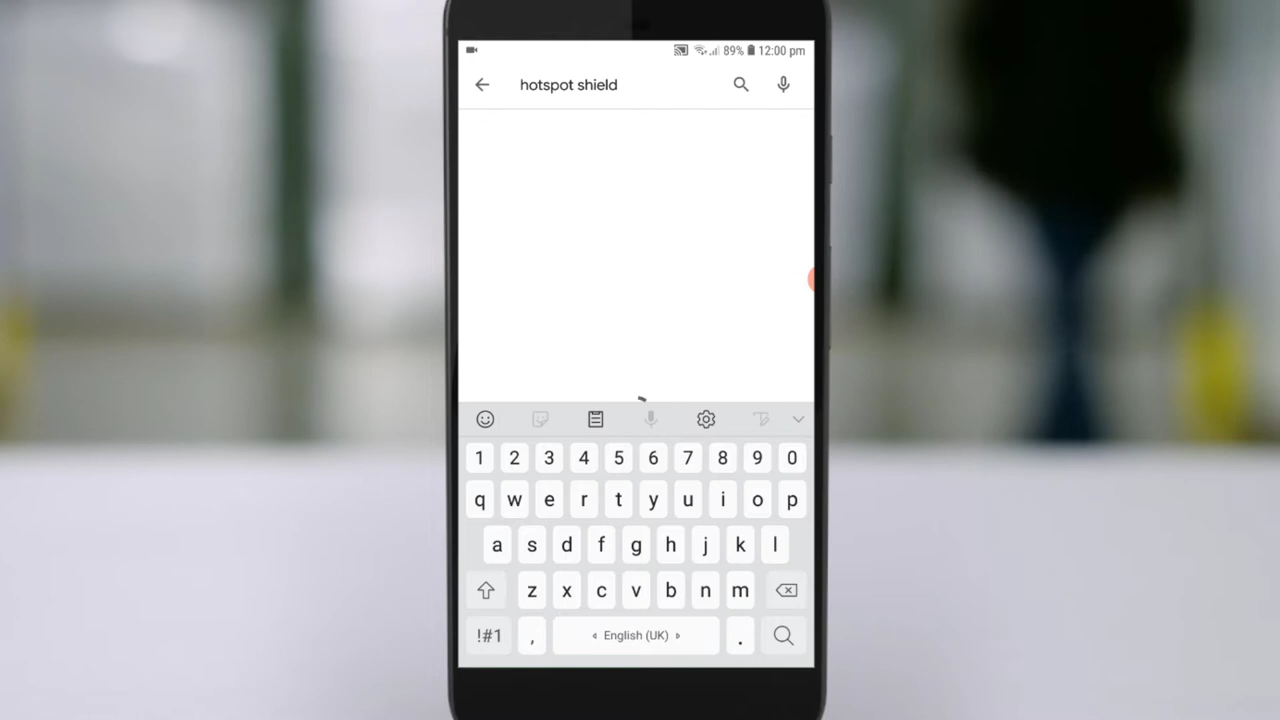 89% 12:00 pm
hotspot shield
1 2 3 4 5 6 7 8 9 0
q w e r t y u i o p
a s d f g h j k l
z x c v b n m
!#1 , English (UK) .